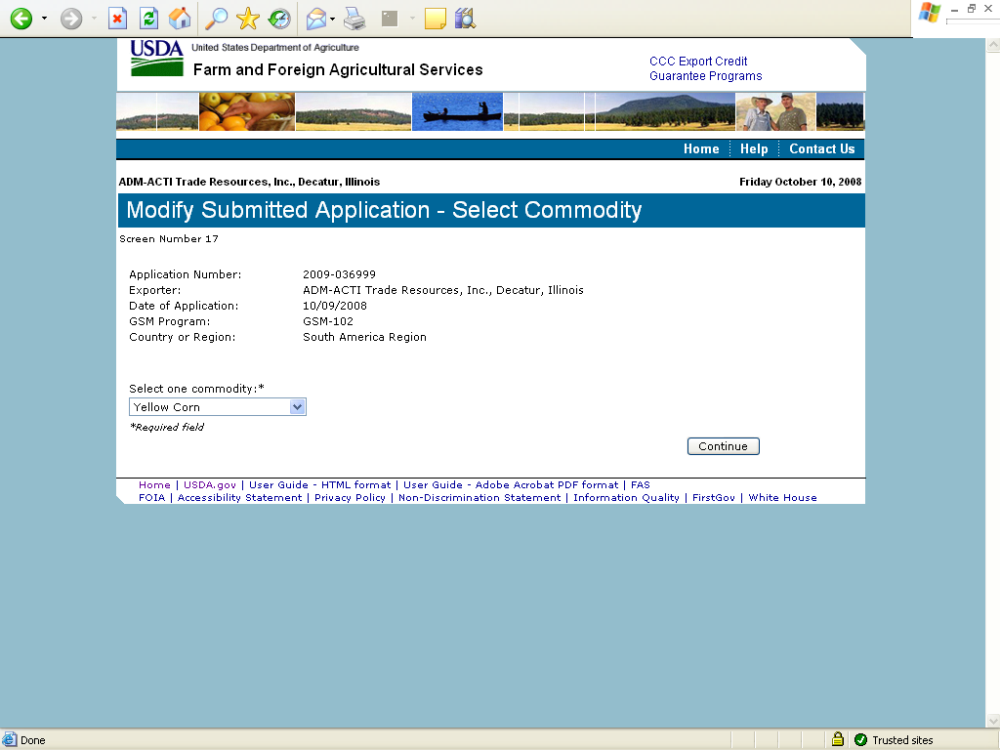 USDA United States Department of Agriculture
Farm and Foreign Agricultural Services
CCC Export Credit
Guarantee Programs
Home Help Contact Us
ADM-ACTI Trade Resources, Inc., Decatur, Illinois Friday October 10, 2008
Modify Submitted Application - Select Commodity
Screen Number 17
Application Number: 2009-036999
Exporter: ADM-ACTI Trade Resources, Inc., Decatur, Illinois
Date of Application: 10/09/2008
GSM Program: GSM-102
Country or Region: South America Region
Select one commodity:*
Yellow Corn
*Required field
Continue
Home | USDA.gov | User Guide - HTML format | User Guide - Adobe Acrobat PDF format | FAS
FOIA | Accessibility Statement | Privacy Policy | Non-Discrimination Statement | Information Quality | FirstGov | White House
Done Trusted sites